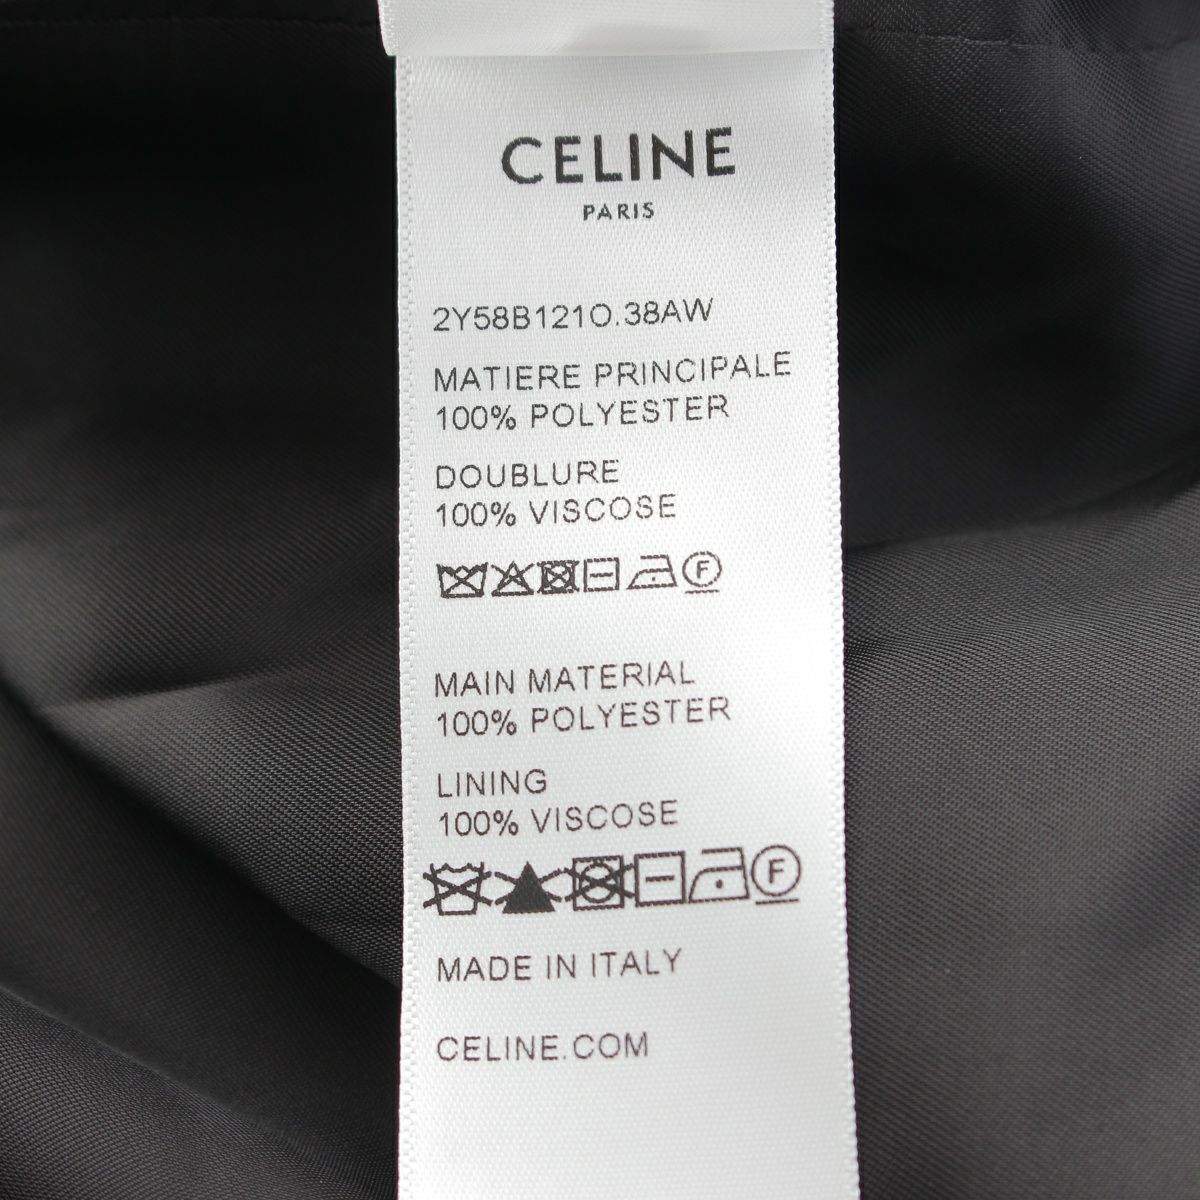 CELINE
PARIS
2Y58B121O.38AW
MATIERE PRINCIPALE
100% POLYESTER
DOUBLURE
100% VISCOSE
F
MAIN MATERIAL
100% POLYESTER
LINING
100% VISCOSE
F
MADE IN ITALY
CELINE.COM